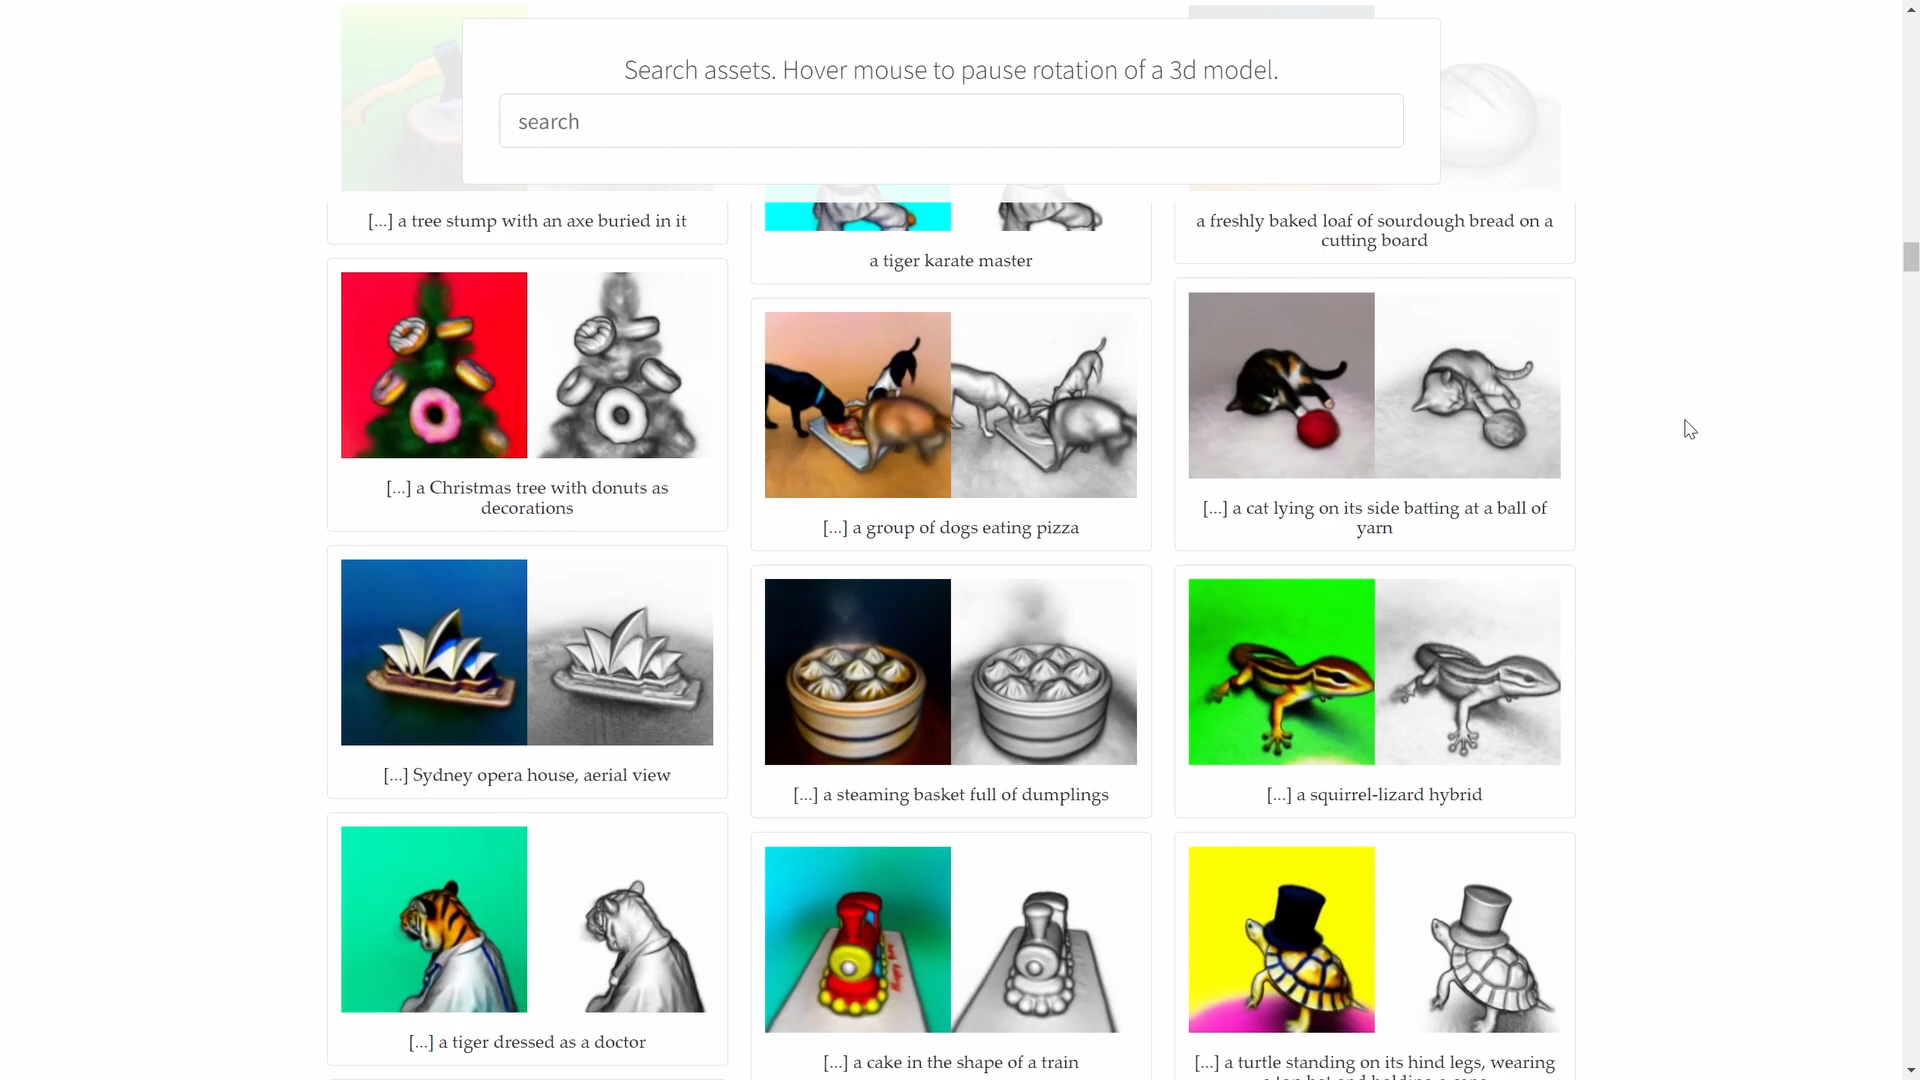 Search assets. Hover mouse to pause rotation of a 3d model.
search
[...] a tree stump with an axe buried in it
a tiger karate master
a freshly baked loaf of sourdough bread on a
cutting board
[...] a Christmas tree with donuts as
decorations
[...] a group of dogs eating pizza
[...] a cat lying on its side batting at a ball of
yarn
[...] Sydney opera house, aerial view
[...] a steaming basket full of dumplings
[...] a squirrel-lizard hybrid
[...] a tiger dressed as a doctor
[...] a cake in the shape of a train
[...] a turtle standing on its hind legs, wearing